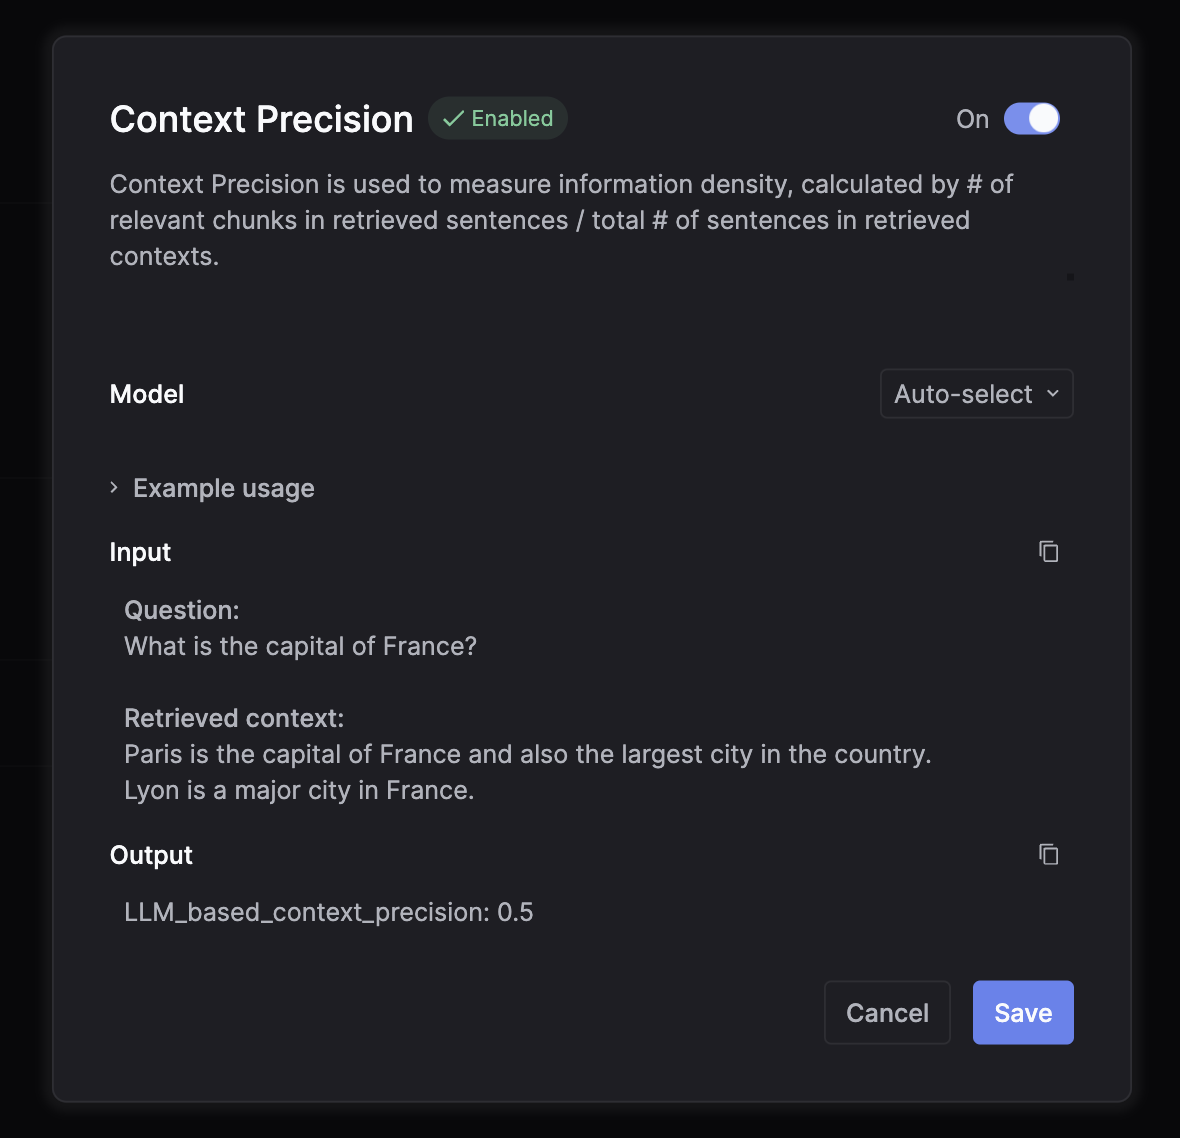 Context Precision
Enabled
On
Context Precision is used to measure information density, calculated by # of
relevant chunks in retrieved sentences / total # of sentences in retrieved
contexts.
Model
Auto-select
Example usage
Input
Question:
What is the capital of France?
Retrieved context:
Paris is the capital of France and also the largest city in the country.
Lyon is a major city in France.
Output
LLM_based_context_precision: 0.5
Cancel
Save